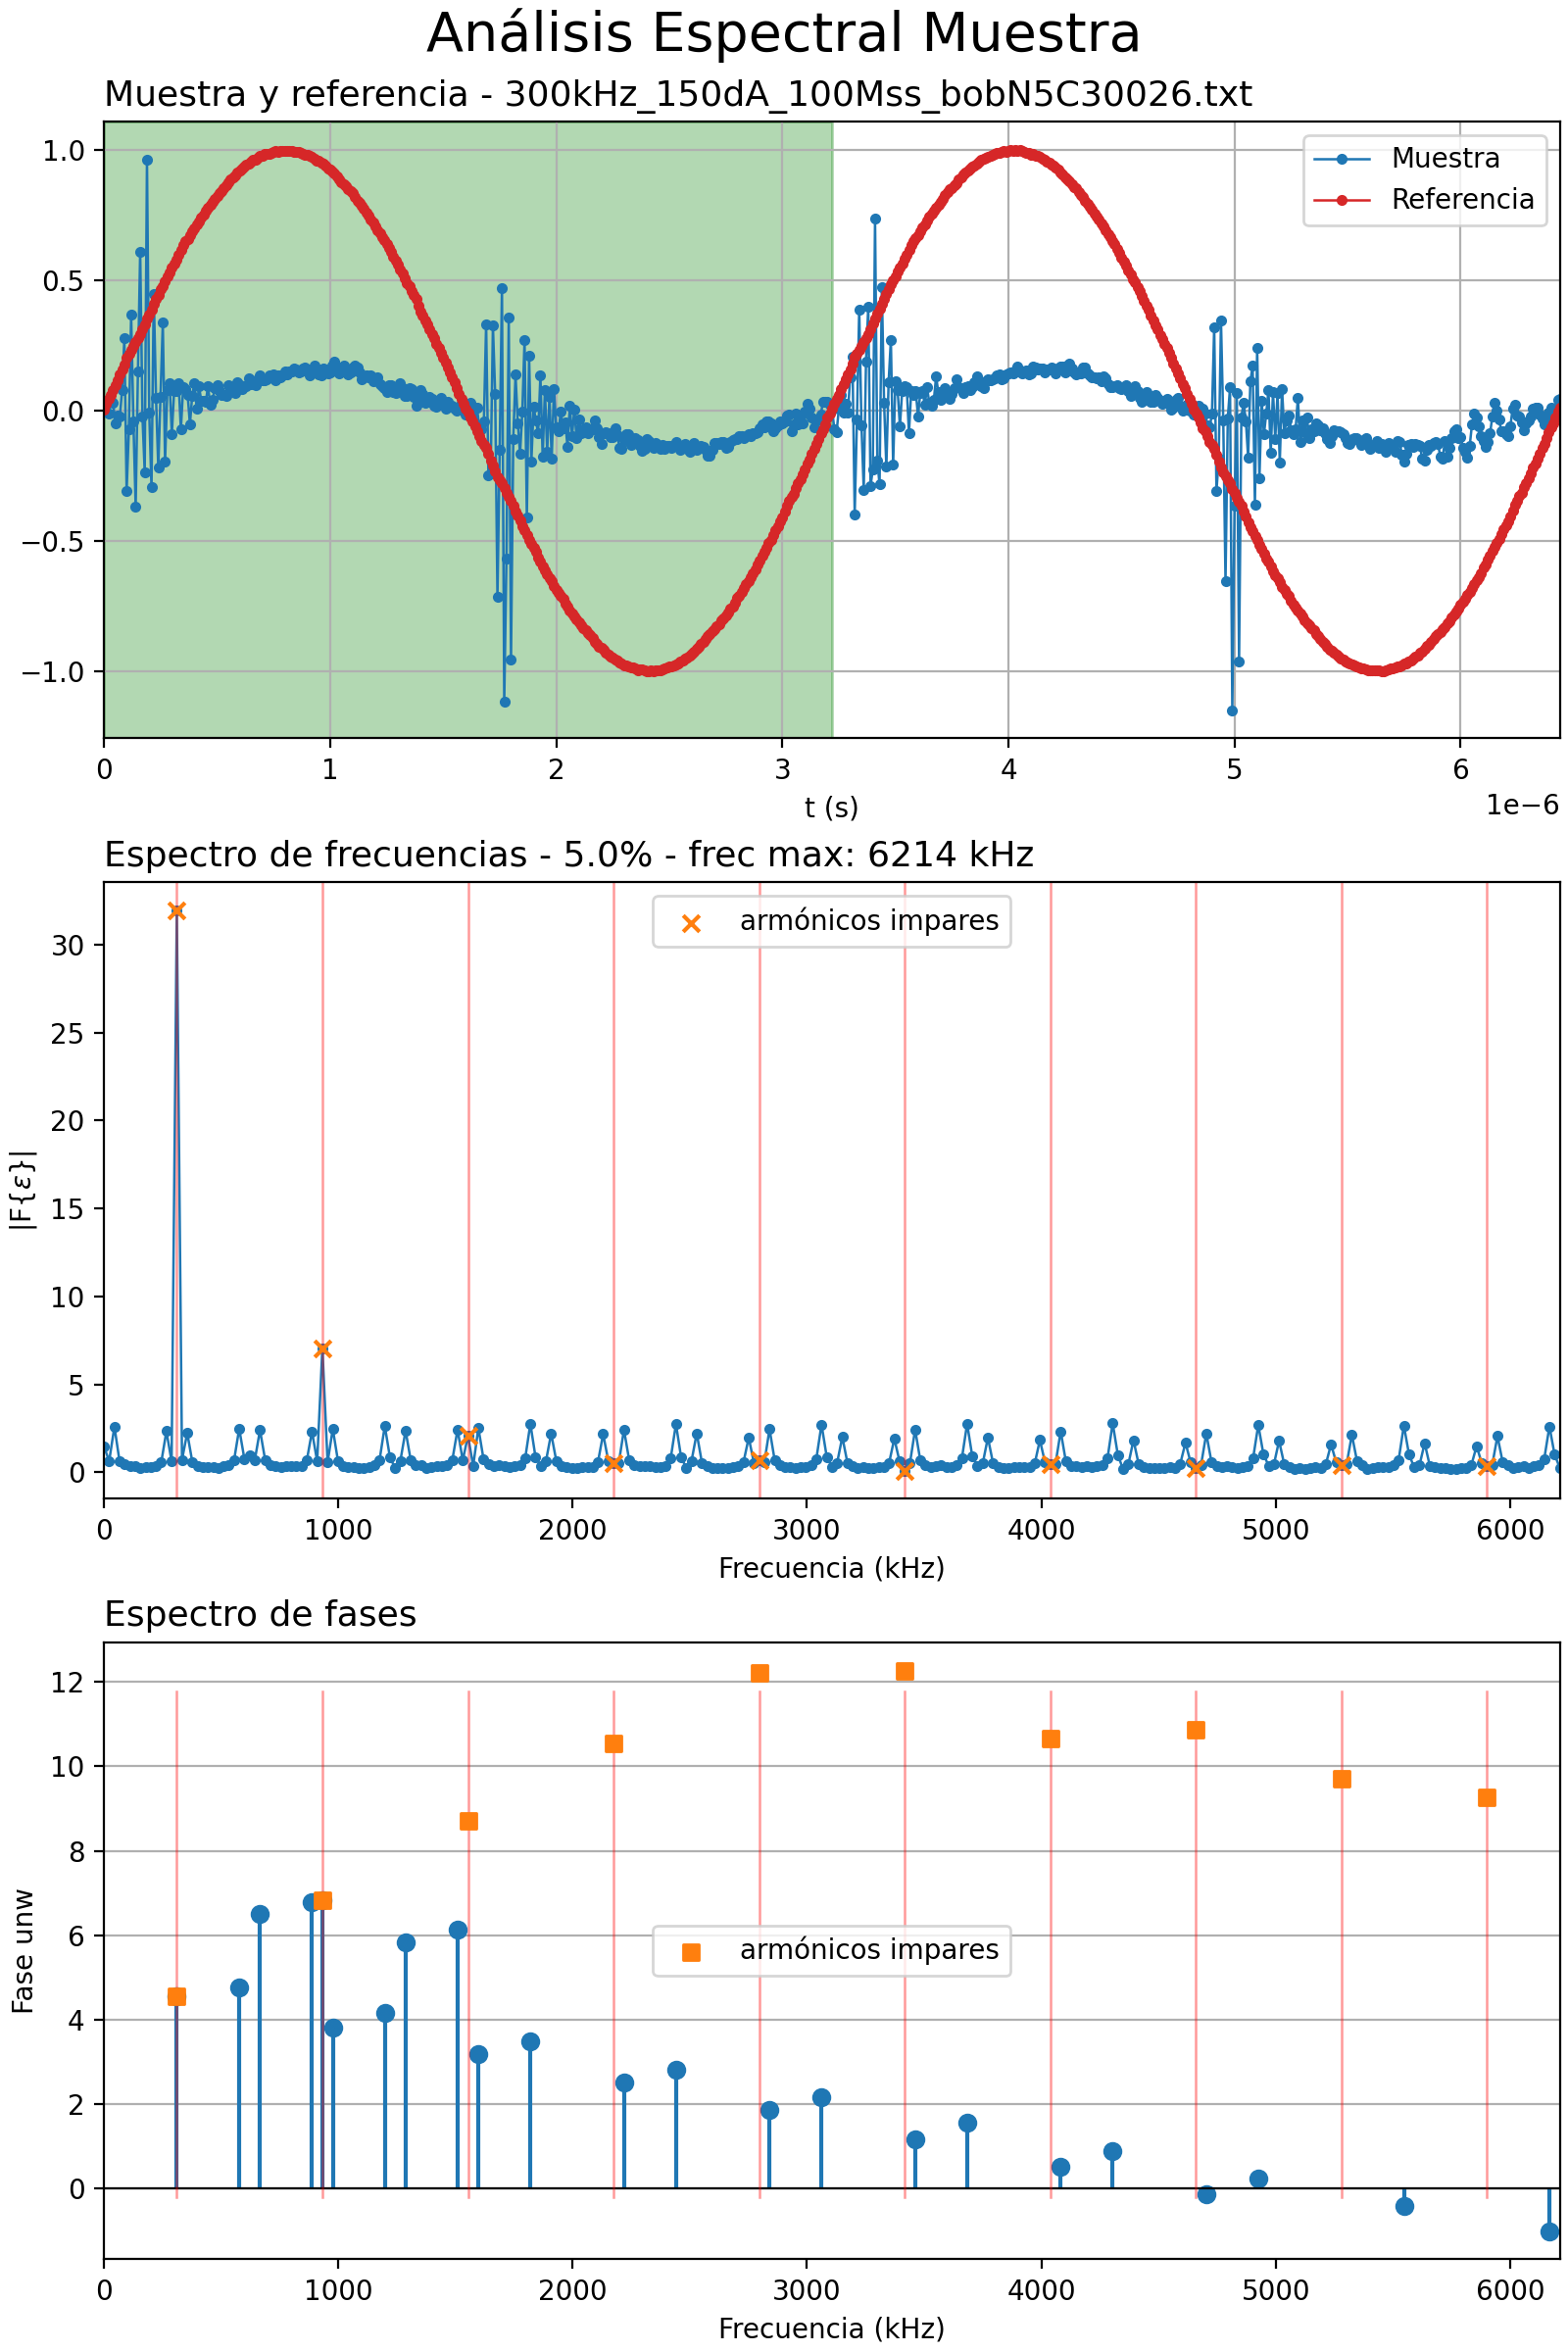 Análisis Espectral Muestra
Muestra y referencia - 300kHz_150dA_100Mss_bobN5C30026.txt
1.0
0.5
0.0
−0.5
−1.0
Muestra
Referencia
0 1 2 3 4 5 6
1e−6
t (s)
Espectro de frecuencias - 5.0% - frec max: 6214 kHz
armónicos impares
30
25
20
15
10
5
0
|F{ε}|
0 1000 2000 3000 4000 5000 6000
Frecuencia (kHz)
Espectro de fases
12
10
8
6
4
2
0
Fase unw
armónicos impares
0 1000 2000 3000 4000 5000 6000
Frecuencia (kHz)